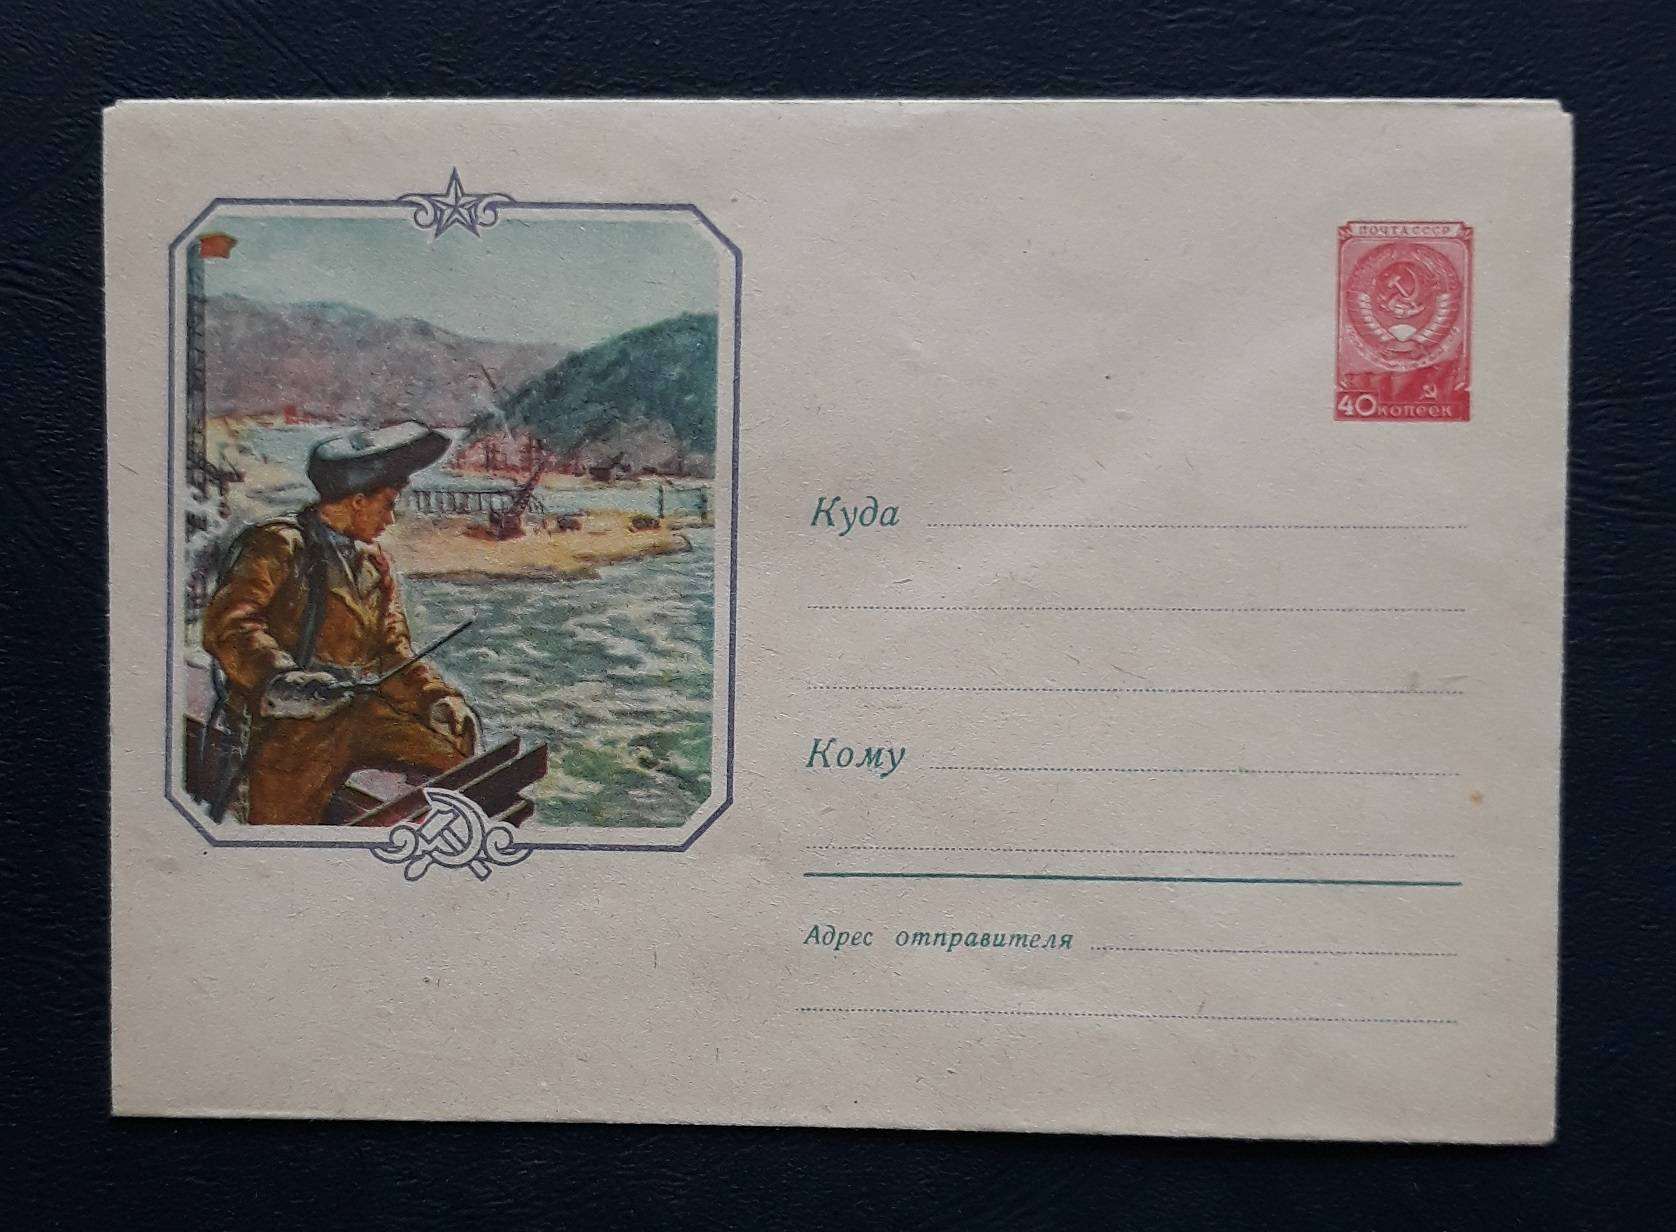 ПОЧТА СССР
40 КОПЕЕК
Куда
Кому
Адрес отправителя